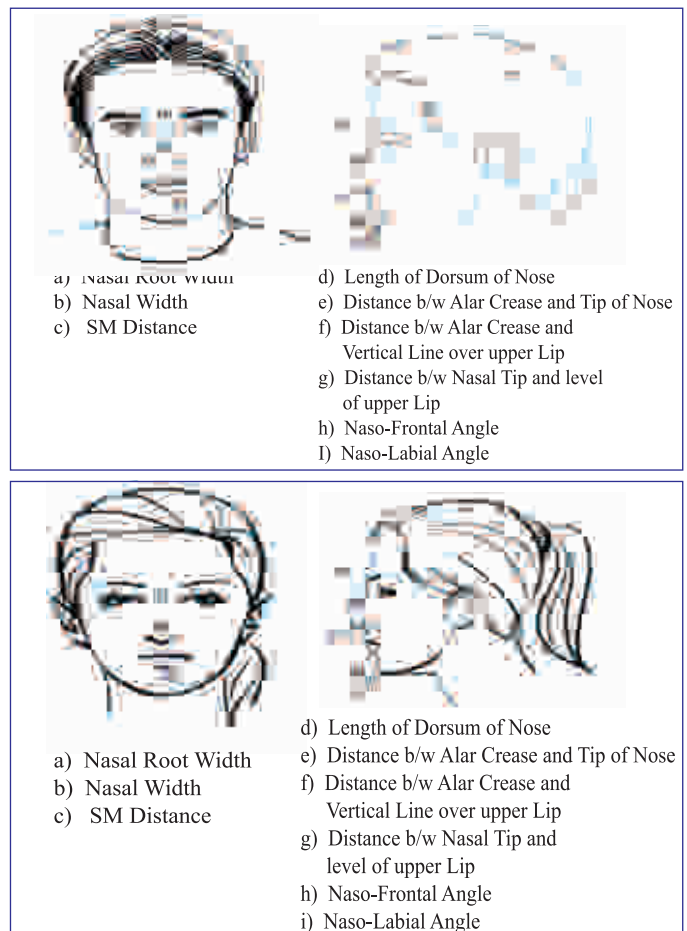 a) Nasal Root Width
b) Nasal Width
c) SM Distance
d) Length of Dorsum of Nose
e) Distance b/w Alar Crease and Tip of Nose
f) Distance b/w Alar Crease and
Vertical Line over upper Lip
g) Distance b/w Nasal Tip and level
of upper Lip
h) Naso-Frontal Angle
I) Naso-Labial Angle
a) Nasal Root Width
b) Nasal Width
c) SM Distance
d) Length of Dorsum of Nose
e) Distance b/w Alar Crease and Tip of Nose
f) Distance b/w Alar Crease and
Vertical Line over upper Lip
g) Distance b/w Nasal Tip and
level of upper Lip
h) Naso-Frontal Angle
i) Naso-Labial Angle